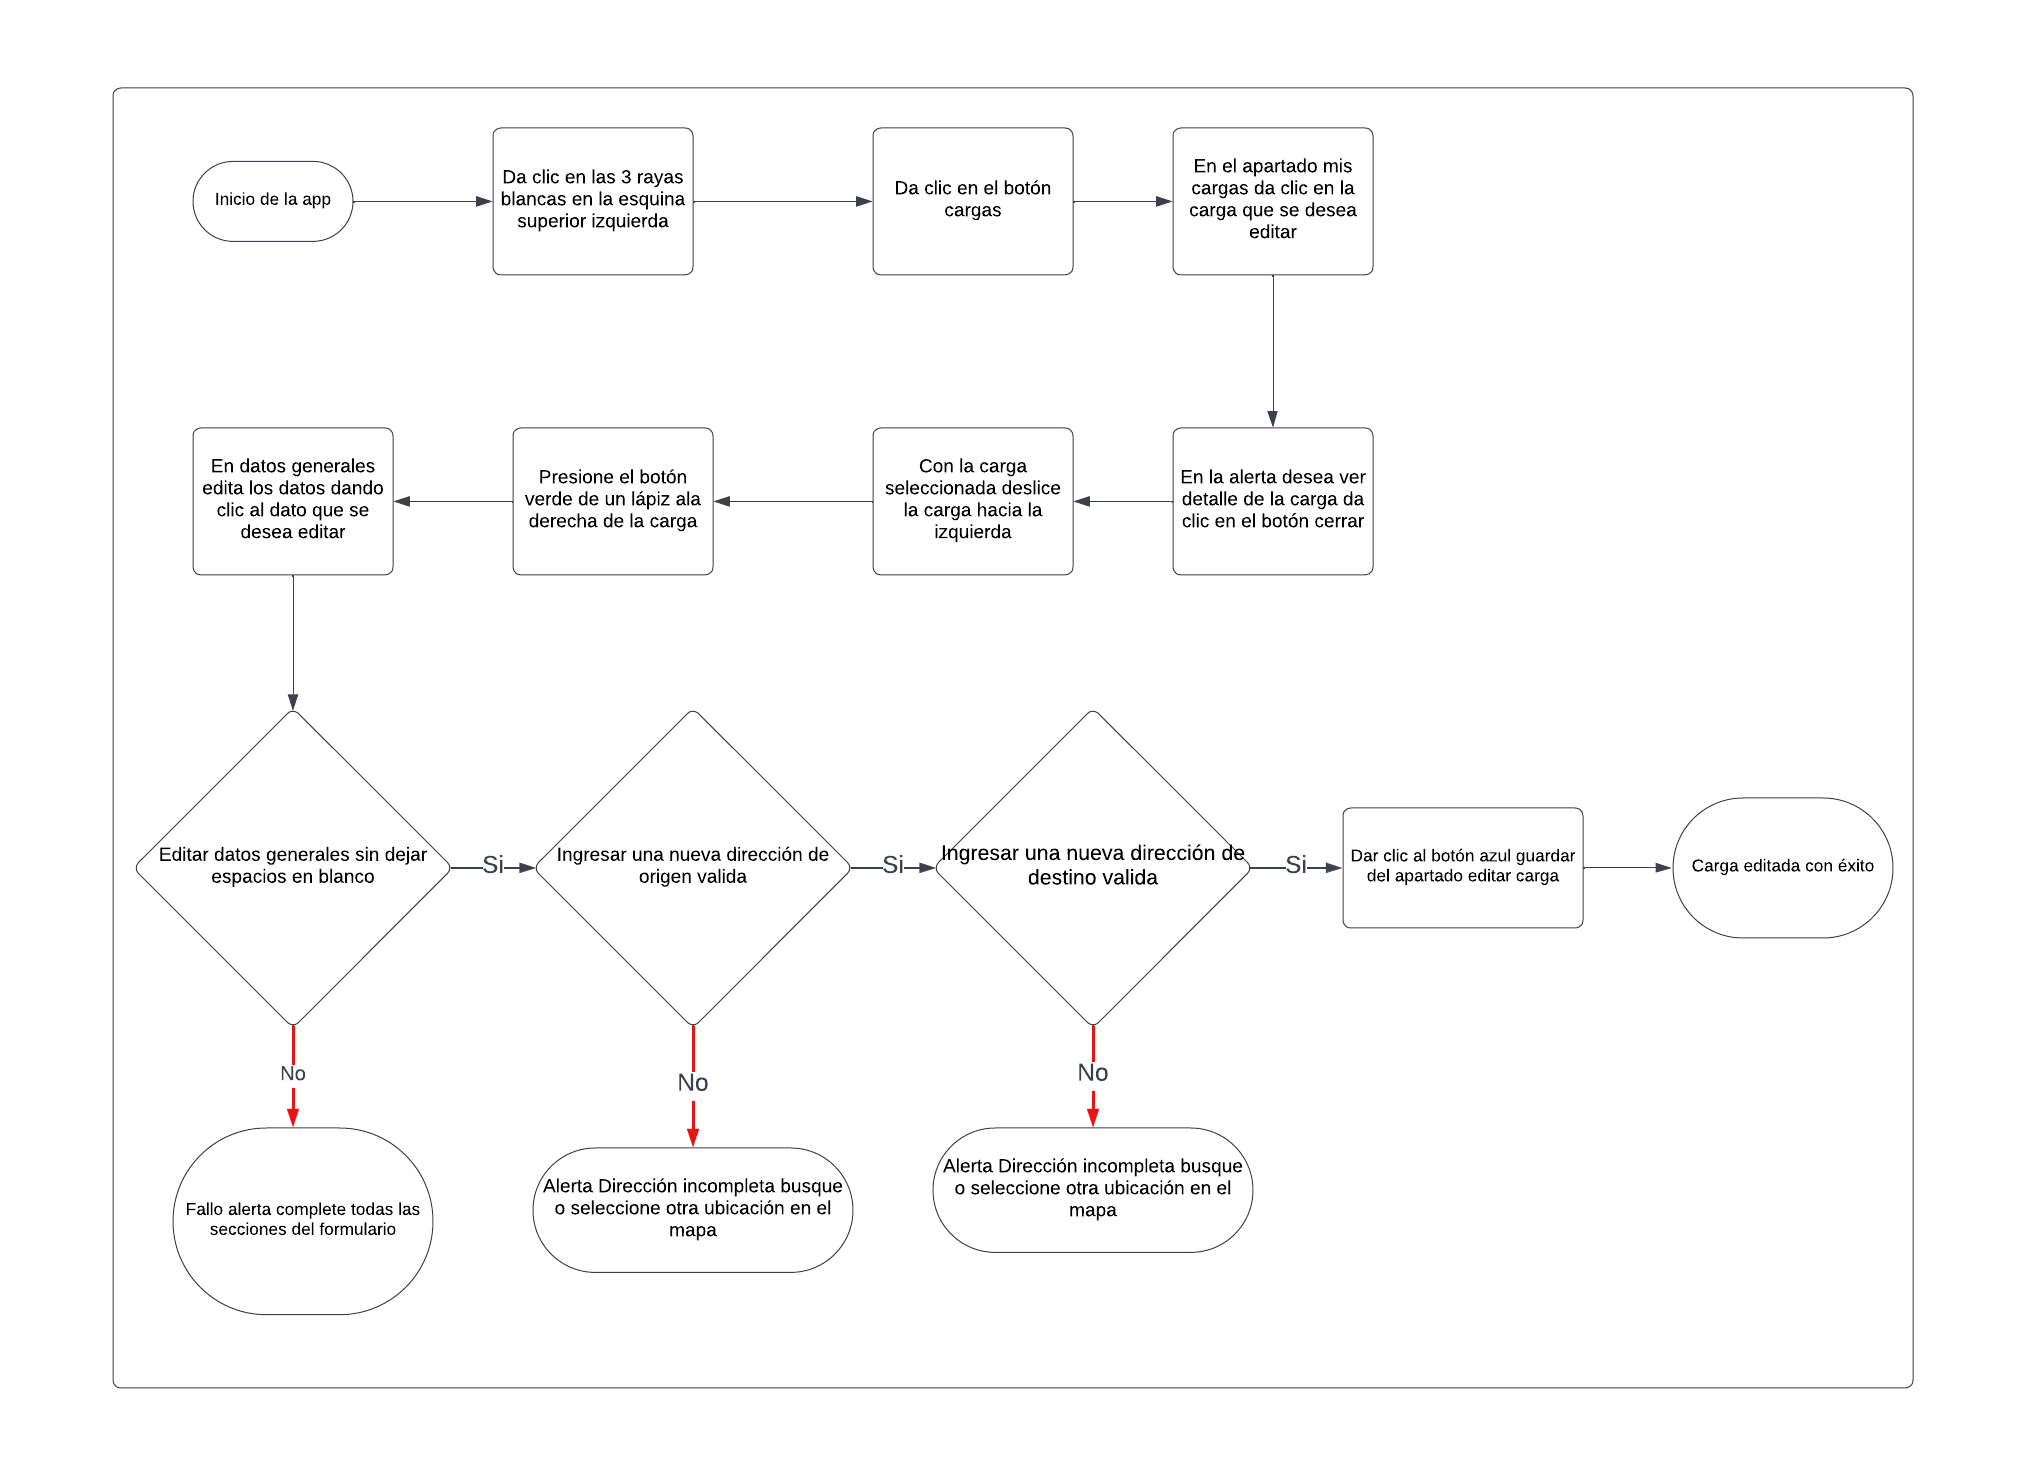 Inicio de la app
Da clic en las 3 rayas
blancas en la esquina
superior izquierda
Da clic en el botón
cargas
En el apartado mis
cargas da clic en la
carga que se desea
editar
En datos generales
edita los datos dando
clic al dato que se
desea editar
Presione el botón
verde de un lápiz ala
derecha de la carga
Con la carga
seleccionada deslice
la carga hacia la
izquierda
En la alerta desea ver
detalle de la carga da
clic en el botón cerrar
Editar datos generales sin dejar
espacios en blanco
Si
Ingresar una nueva dirección de
origen valida
Si
Ingresar una nueva dirección de
destino valida
Si
Dar clic al botón azul guardar
del apartado editar carga
Carga editada con éxito
No
No
No
Fallo alerta complete todas las
secciones del formulario
Alerta Dirección incompleta busque
o seleccione otra ubicación en el
mapa
Alerta Dirección incompleta busque
o seleccione otra ubicación en el
mapa